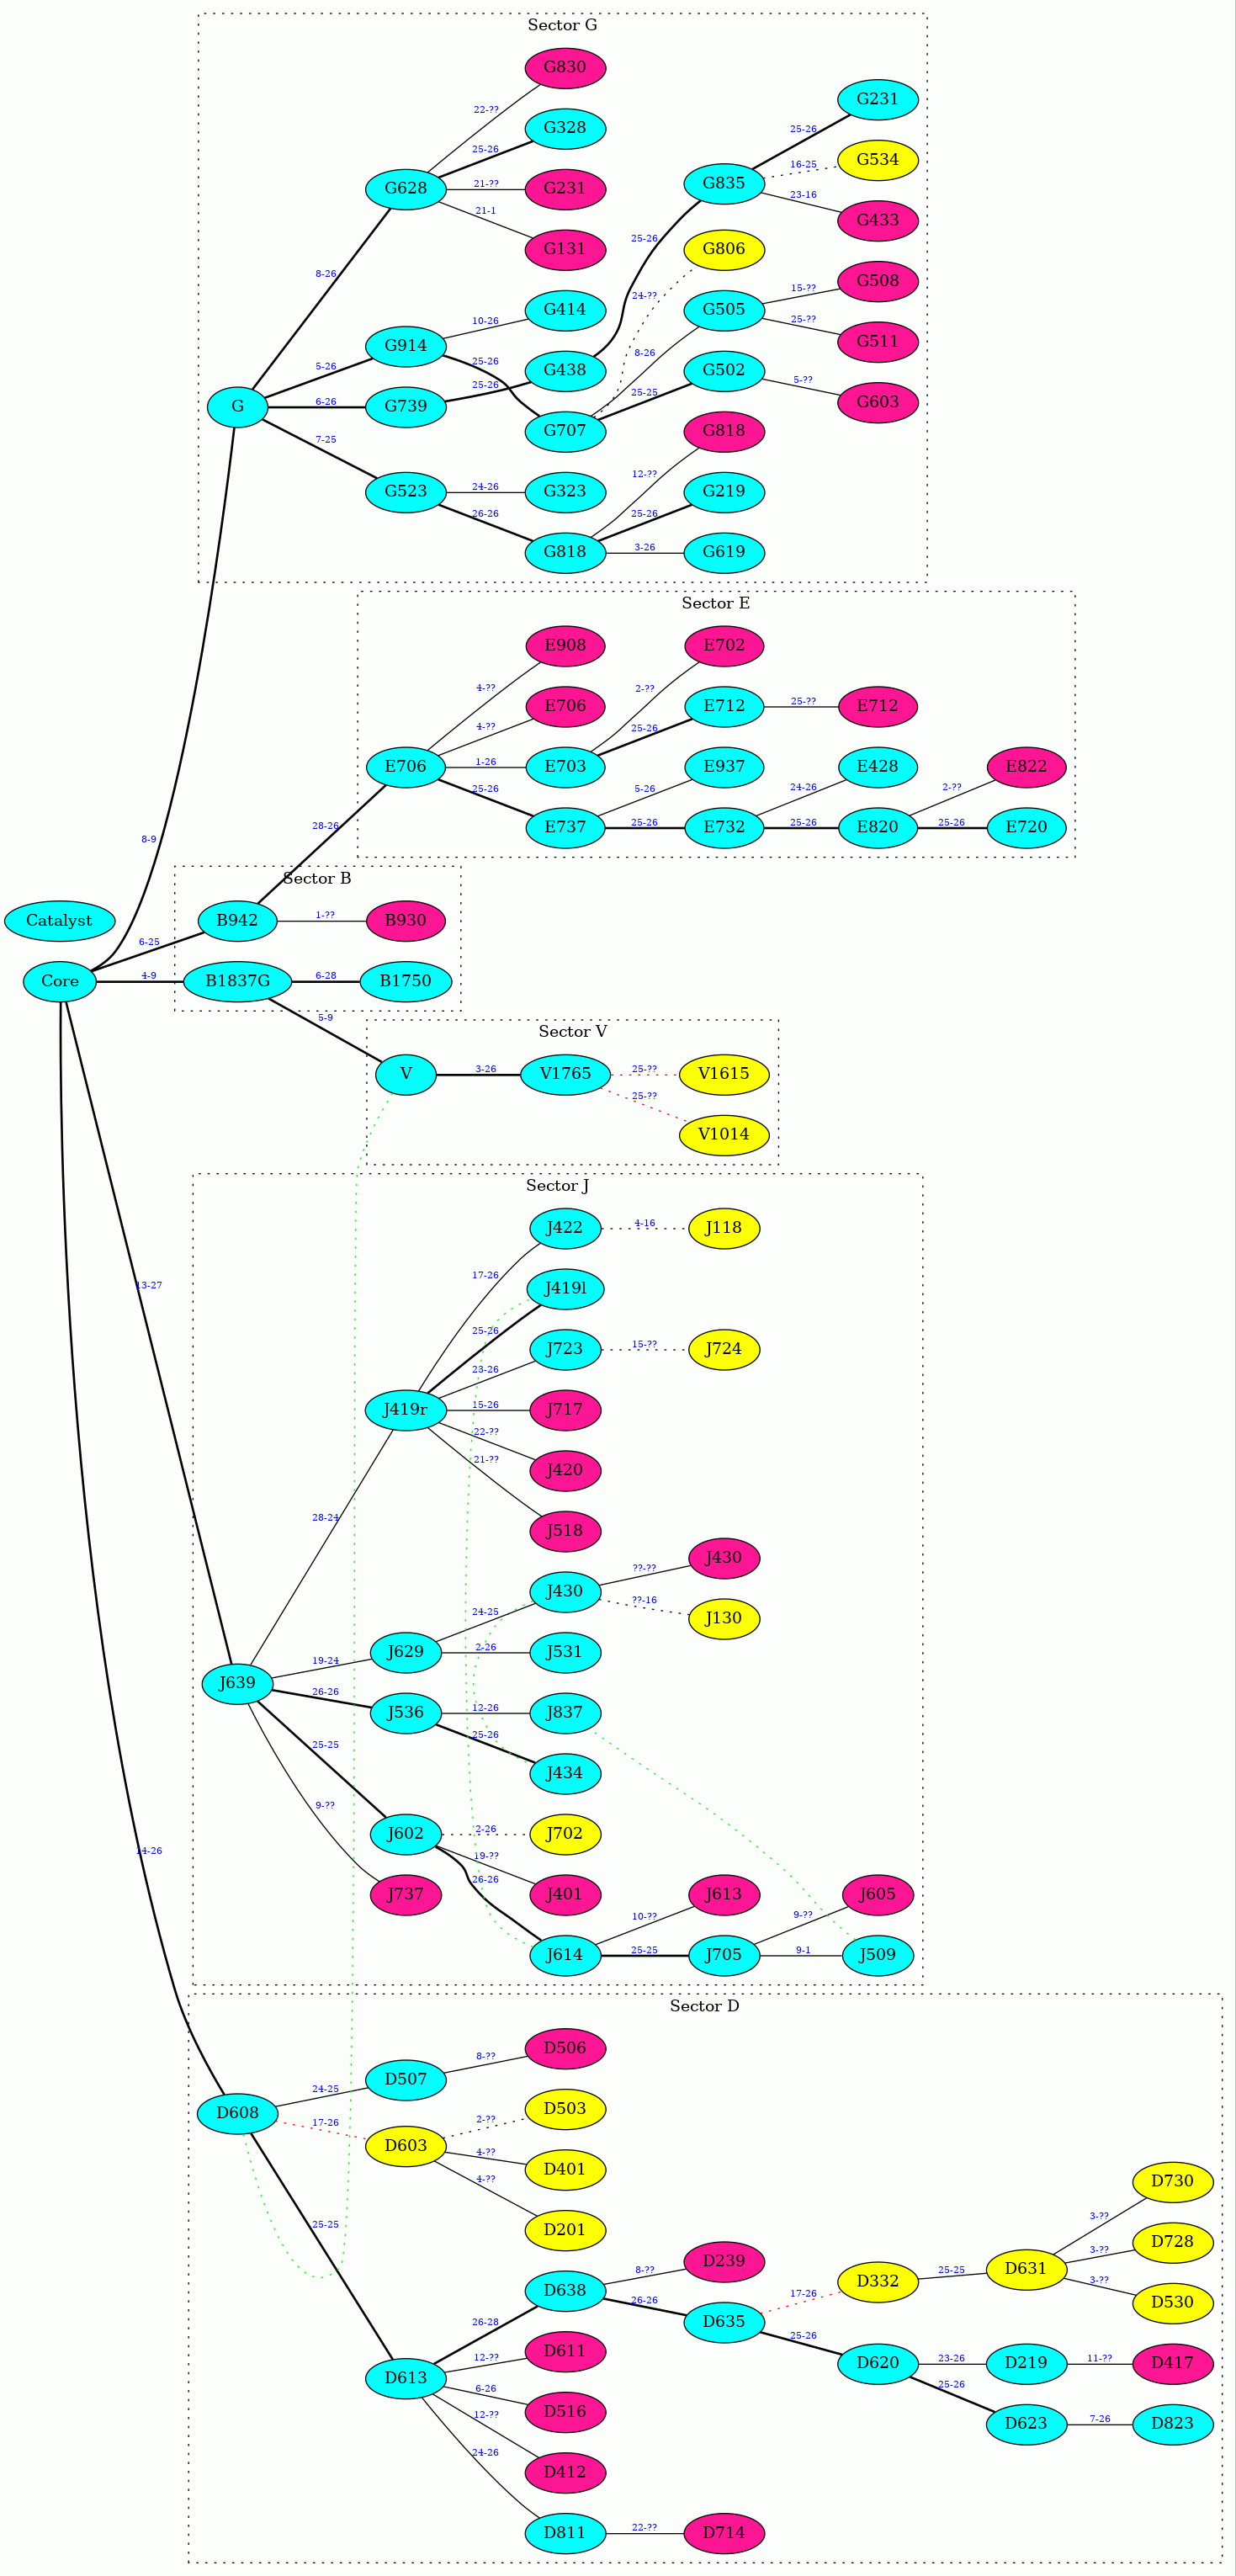 Sector G
G830
22-??
G328
25-26
G628
21-??
G231
21-1
G131
8-26
G231
25-26
G835
16-25
G534
23-16
G433
25-26
G806
24-??
G414
10-26
G914
5-26
25-26
G438
25-26
G
6-26
G739
G707
8-26
G505
15-??
G508
25-??
G511
25-25
G502
5-??
G603
7-25
G523
24-26
G323
26-26
G818
12-??
G818
25-26
G219
3-26
G619
8-9
Sector E
E908
4-??
E706
4-??
E706
1-26
E703
2-??
E702
25-26
E712
25-??
E712
25-26
E737
5-26
E937
25-26
E732
24-26
E428
25-26
E820
2-??
E822
25-26
E720
28-26
Sector B
Catalyst
B942
1-??
B930
6-25
Core
4-9
B1837G
6-28
B1750
5-9
Sector V
V
3-26
V1765
25-??
V1615
25-??
V1014
Sector J
J422
4-16
J118
17-26
J419l
25-26
J723
15-??
J724
23-26
J419r
15-26
J717
22-??
J420
21-??
J518
13-27
28-24
J430
??-??
J430
??-16
J130
24-25
J629
2-26
J531
19-24
J639
26-26
J536
12-26
J837
25-26
J434
25-25
J602
2-26
J702
19-??
J401
26-26
9-??
J737
J614
10-??
J613
25-25
J705
9-??
J605
9-1
J509
14-26
Sector D
D608
24-25
D507
8-??
D506
17-26
D603
2-??
D503
4-??
D401
4-??
D201
25-25
D613
26-28
D638
8-??
D239
26-26
D635
17-26
D332
25-25
D631
3-??
D730
3-??
D728
3-??
D530
25-26
D620
23-26
D219
11-??
D417
25-26
D623
7-26
D823
12-??
D611
6-26
D516
12-??
D412
24-26
D811
22-??
D714